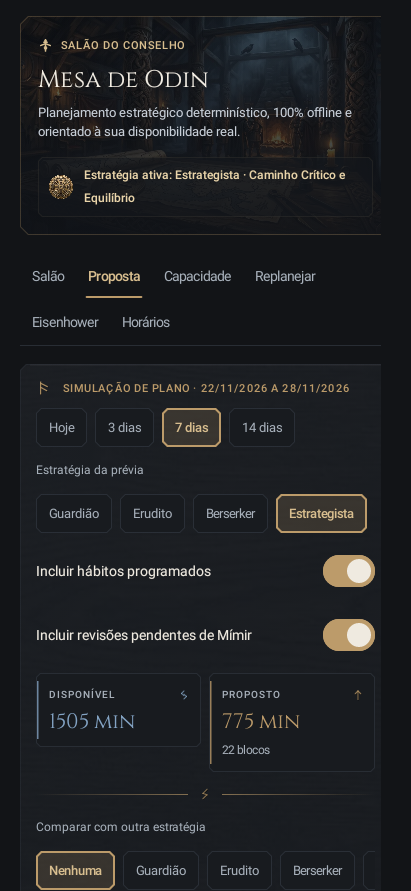 SALÃO DO CONSELHO
Mesa de Odin
Planejamento estratégico determinístico, 100% offline e
orientado à sua disponibilidade real.
Estratégia ativa: Estrategista · Caminho Crítico e
Equilíbrio
Salão Proposta Capacidade Replanejar
Eisenhower Horários
SIMULAÇÃO DE PLANO · 22/11/2026 A 28/11/2026
Hoje 3 dias 7 dias 14 dias
Estratégia da prévia
Guardião Erudito Berserker Estrategista
Incluir hábitos programados
Incluir revisões pendentes de Mímir
DISPONÍVEL PROPOSTO
1505 MIN 775 MIN
22 blocos
Comparar com outra estratégia
Nenhuma Guardião Erudito Berserker